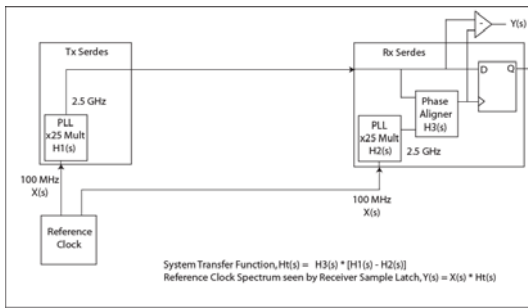 Tx Serdes
Rx Serdes
-
Y(s)
D
Q
2.5 GHz
PLL
x25 Mult
H1(s)
Phase
Aligner
H3(s)
PLL
x25 Mult
H2(s)
2.5 GHz
100 MHz
X(s)
100 MHz
X(s)
Reference
Clock
System Transfer Function, Ht(s) = H3(s) * [H1(s) - H2(s)]
Reference Clock Spectrum seen by Receiver Sample Latch, Y(s) = X(s) * Ht(s)